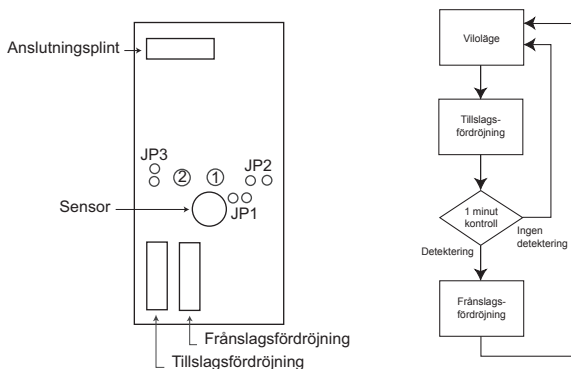 Anslutningsplint
JP3
2
1
JP2
Sensor
JP1
Frånslagsfördröjning
Tillslagsfördröjning
Viloläge
Tillslags-
fördröjning
1 minut
kontroll
Ingen
detektering
Detektering
Frånslags-
fördröjning